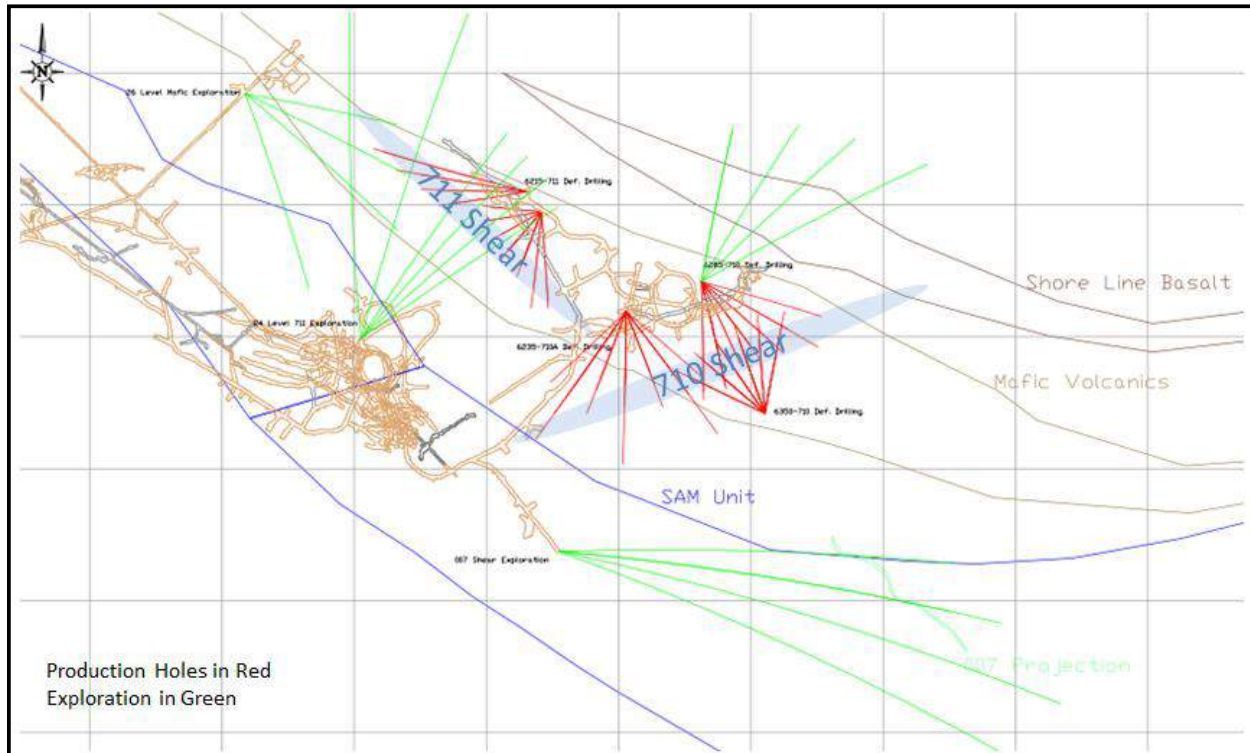 N
26 Level Mafic Exploration
6215-711 Def. Drilling
711 Shear
6285-710 Def. Drilling
Shore Line Basalt
24 Level 711 Exploration
6235-710A Def. Drilling
710 Shear
Mafic Volcanics
6350-710 Def. Drilling
SAM Unit
007 Shear Exploration
007 Projection
Production Holes in Red
Exploration in Green